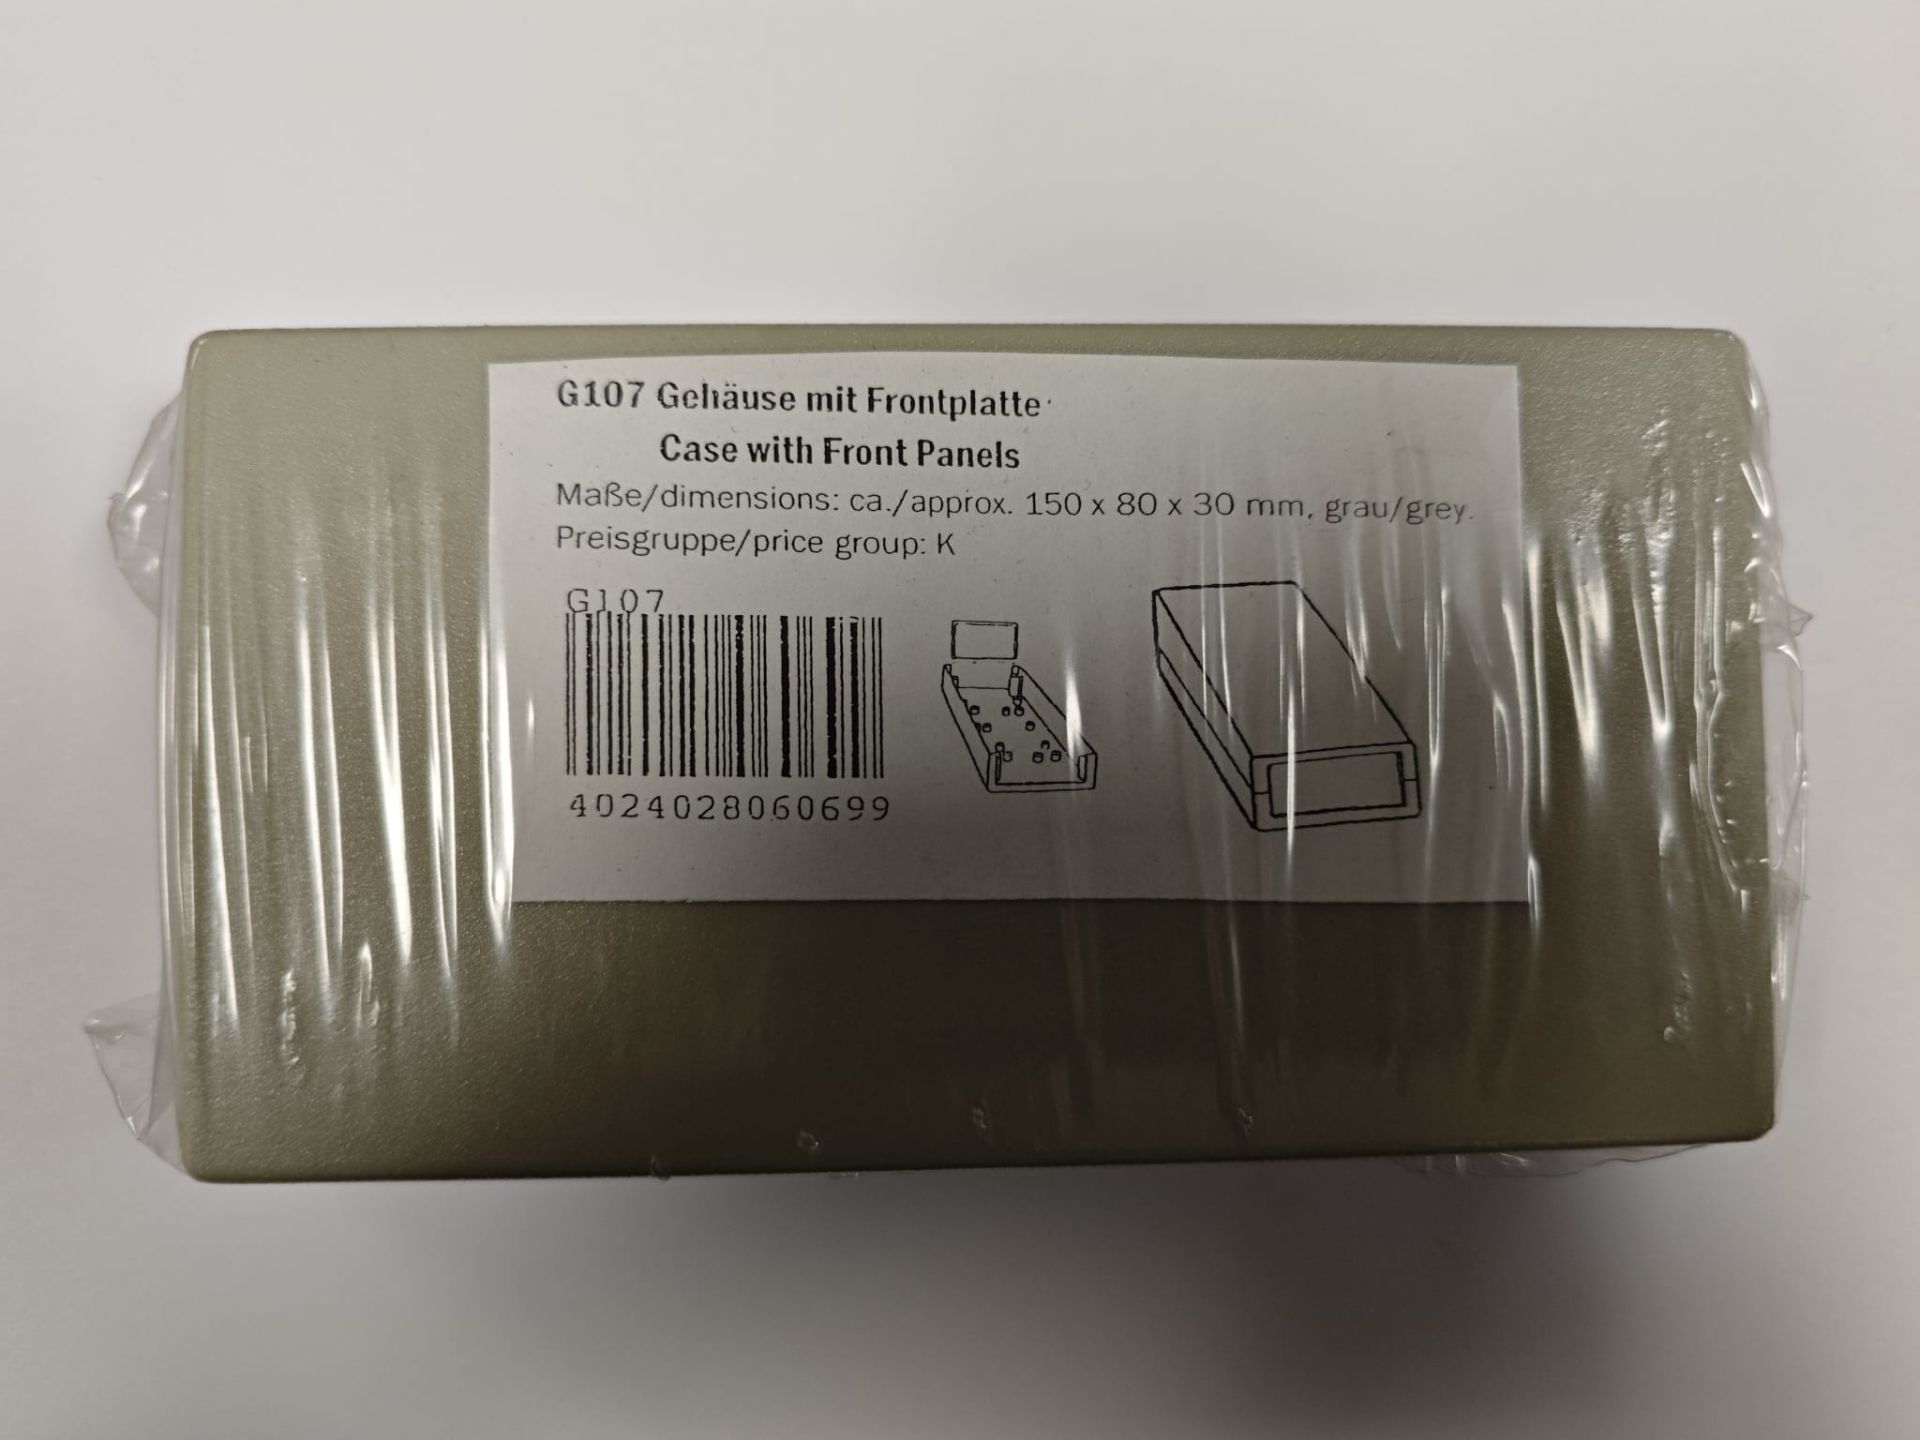 G107 Gehäuse mit Frontplatte
Case with Front Panels
Maße/dimensions: ca./approx. 150 x 80 x 30 mm, grau/grey.
Preisgruppe/price group: K
G107
4024028060699